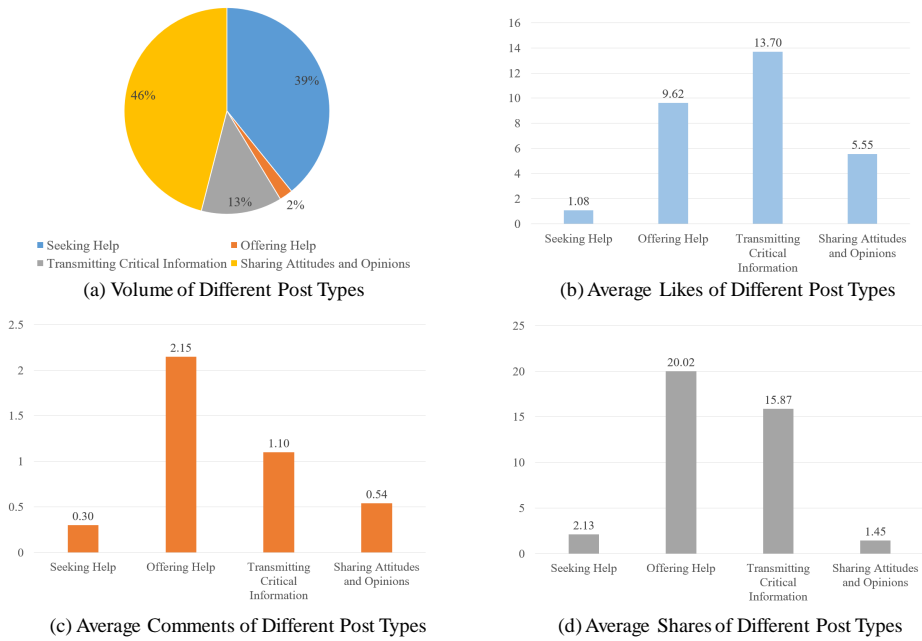 39%
46%
13%
2%
Seeking Help
Offering Help
Transmitting Critical Information
Sharing Attitudes and Opinions
(a) Volume of Different Post Types
16
14
12
10
8
6
4
2
0
1.08
9.62
13.70
5.55
Seeking Help
Offering Help
Transmitting
Critical
Information
Sharing Attitudes
and Opinions
(b) Average Likes of Different Post Types
2.5
2
1.5
1
0.5
0
0.30
2.15
1.10
0.54
Seeking Help
Offering Help
Transmitting
Critical
Information
Sharing Attitudes
and Opinions
(c) Average Comments of Different Post Types
25
20
15
10
5
0
2.13
20.02
15.87
1.45
Seeking Help
Offering Help
Transmitting
Critical
Information
Sharing Attitudes
and Opinions
(d) Average Shares of Different Post Types